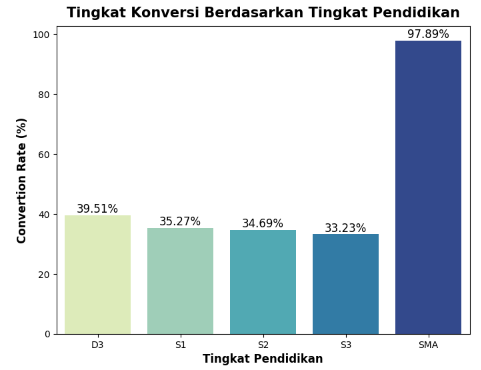 Tingkat Konversi Berdasarkan Tingkat Pendidikan
Convertion Rate (%)
100
80
60
40
20
0
39.51%
35.27%
34.69%
33.23%
97.89%
D3
S1
S2
S3
SMA
Tingkat Pendidikan